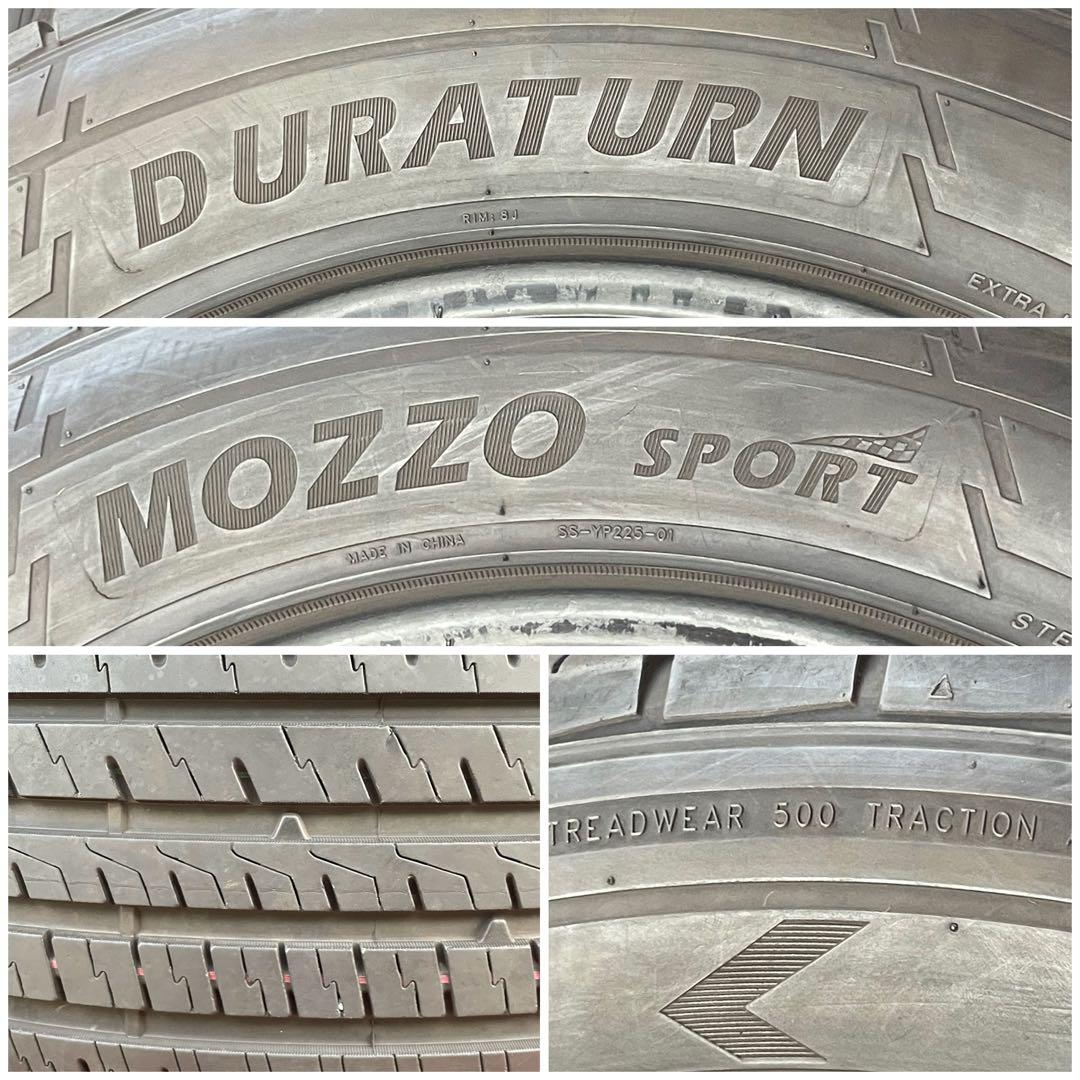 DURATURN
RIM: 8J
EXTRA
MOZZO SPORT
MADE IN CHINA SS-YP225-01
TREADWEAR 500 TRACTION